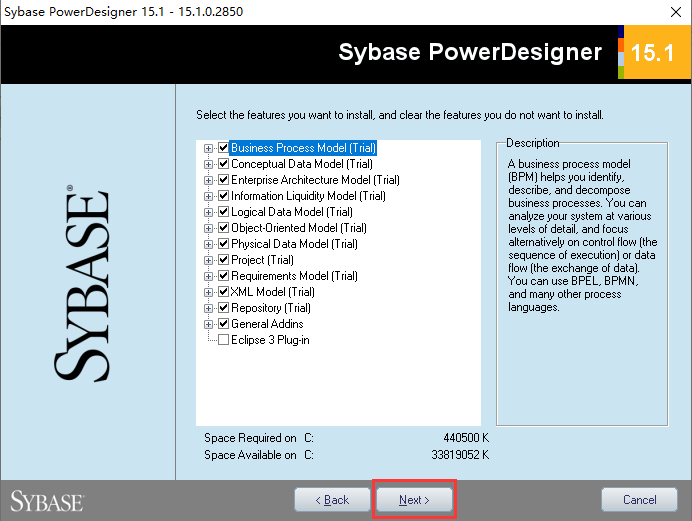 Sybase PowerDesigner 15.1 - 15.1.0.2850
Sybase PowerDesigner 15.1
Select the features you want to install, and clear the features you do not want to install.
Business Process Model (Trial)
Conceptual Data Model (Trial)
Enterprise Architecture Model (Trial)
Information Liquidity Model (Trial)
Logical Data Model (Trial)
Object-Oriented Model (Trial)
Physical Data Model (Trial)
Project (Trial)
Requirements Model (Trial)
XML Model (Trial)
Repository (Trial)
General Addins
Eclipse 3 Plug-in
Description
A business process model
(BPM) helps you identify,
describe, and decompose
business processes. You can
analyze your system at various
levels of detail, and focus
alternatively on control flow (the
sequence of execution) or data
flow (the exchange of data).
You can use BPEL, BPMN,
and many other process
languages.
SYBASE®
Space Required on C: 440500 K
Space Available on C: 33819052 K
SYBASE
< Back
Next >
Cancel